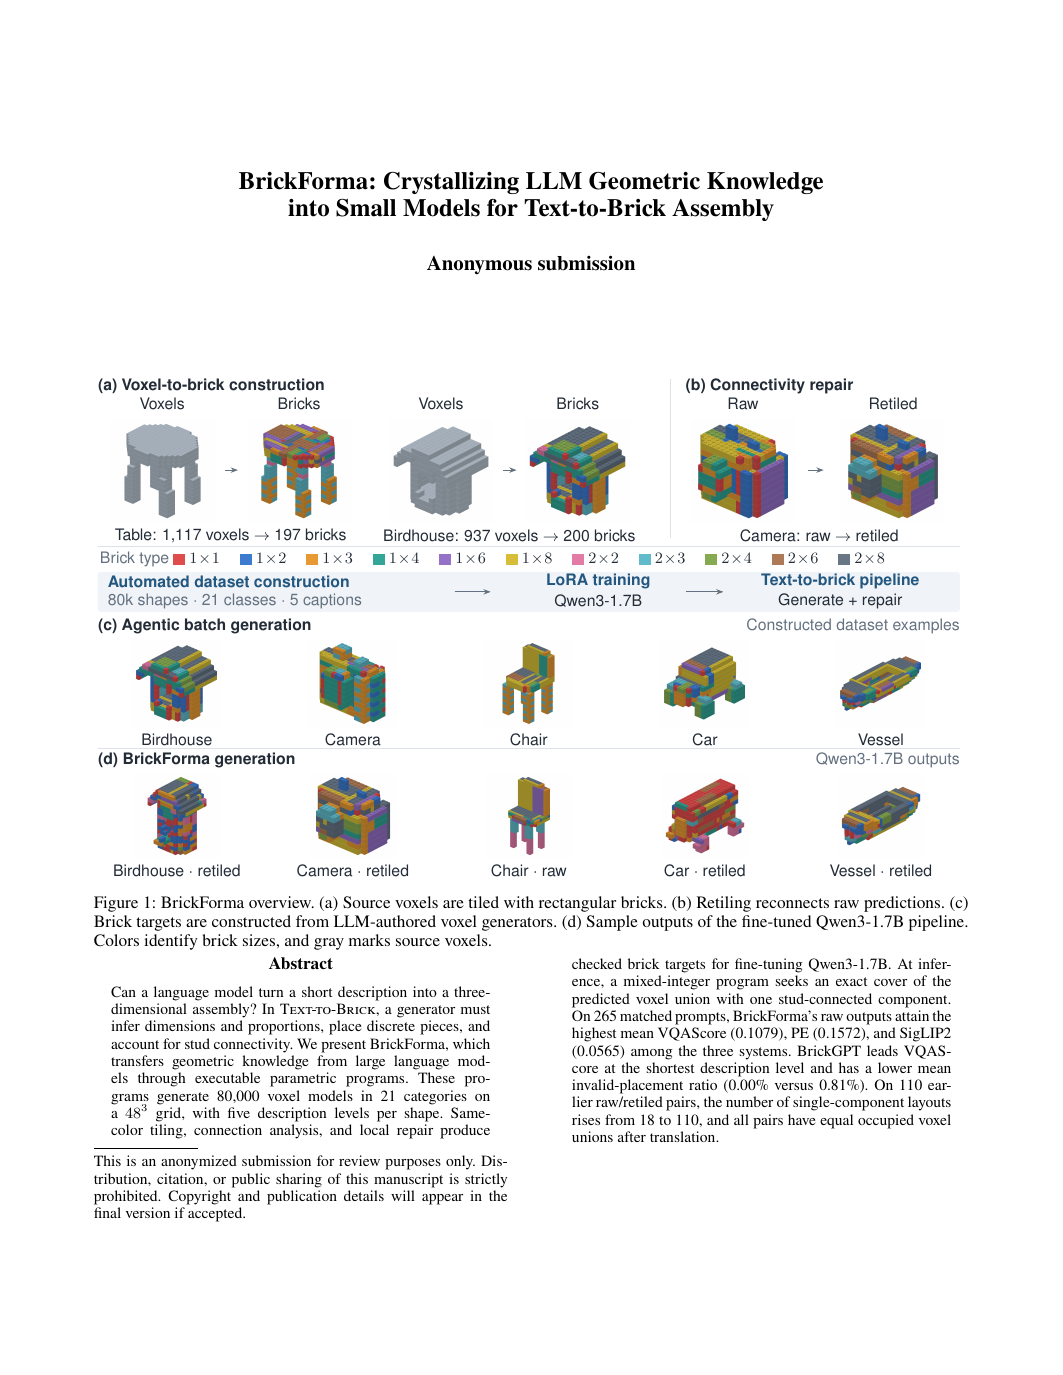 BrickForma: Crystallizing LLM Geometric Knowledge
into Small Models for Text-to-Brick Assembly
Anonymous submission
(a) Voxel-to-brick construction
(b) Connectivity repair
Voxels
Bricks
Voxels
Bricks
Raw
Retiled
Table: 1,117 voxels → 197 bricks
Birdhouse: 937 voxels → 200 bricks
Camera: raw → retiled
Brick type 1×1 1×2 1×3 1×4 1×6 1×8 2×2 2×3 2×4 2×6 2×8
Automated dataset construction
80k shapes · 21 classes · 5 captions
LoRA training
Qwen3-1.7B
Text-to-brick pipeline
Generate + repair
(c) Agentic batch generation
Constructed dataset examples
Birdhouse
Camera
Chair
Car
Vessel
(d) BrickForma generation
Qwen3-1.7B outputs
Birdhouse · retiled
Camera · retiled
Chair · raw
Car · retiled
Vessel · retiled
Figure 1: BrickForma overview. (a) Source voxels are tiled with rectangular bricks. (b) Retiling reconnects raw predictions. (c)
Brick targets are constructed from LLM-authored voxel generators. (d) Sample outputs of the fine-tuned Qwen3-1.7B pipeline.
Colors identify brick sizes, and gray marks source voxels.
Abstract
Can a language model turn a short description into a three-
dimensional assembly? In TEXT-TO-BRICK, a generator must
infer dimensions and proportions, place discrete pieces, and
account for stud connectivity. We present BrickForma, which
transfers geometric knowledge from large language mod-
els through executable parametric programs. These pro-
grams generate 80,000 voxel models in 21 categories on
a 48³ grid, with five description levels per shape. Same-
color tiling, connection analysis, and local repair produce
This is an anonymized submission for review purposes only. Dis-
tribution, citation, or public sharing of this manuscript is strictly
prohibited. Copyright and publication details will appear in the
final version if accepted.
checked brick targets for fine-tuning Qwen3-1.7B. At infer-
ence, a mixed-integer program seeks an exact cover of the
predicted voxel union with one stud-connected component.
On 265 matched prompts, BrickForma's raw outputs attain the
highest mean VQAScore (0.1079), PE (0.1572), and SigLIP2
(0.0565) among the three systems. BrickGPT leads VQAS-
core at the shortest description level and has a lower mean
invalid-placement ratio (0.00% versus 0.81%). On 110 ear-
lier raw/retiled pairs, the number of single-component layouts
rises from 18 to 110, and all pairs have equal occupied voxel
unions after translation.